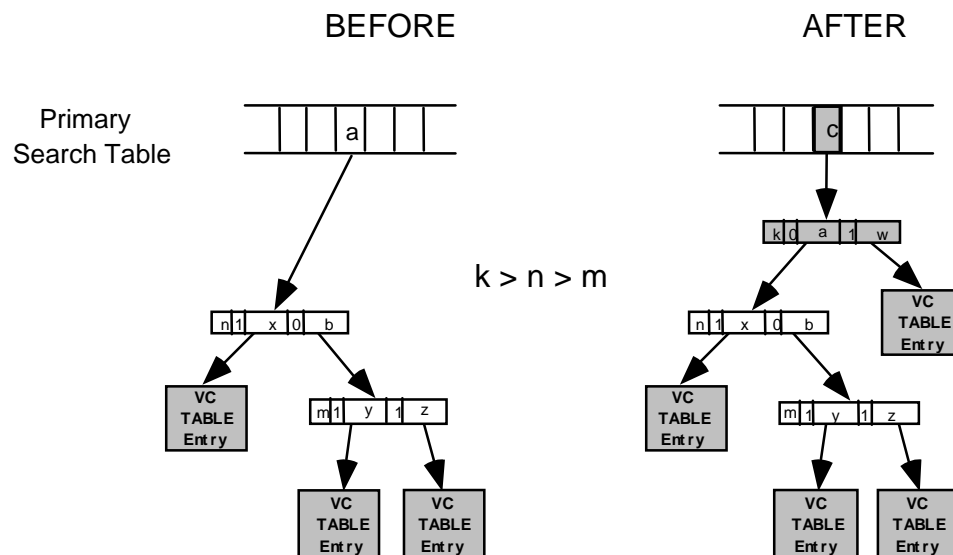 BEFORE
AFTER
Primary
Search Table
a
c
k 0 a 1 w
k > n > m
n 1 x 0 b
n 1 x 0 b
VC
TABLE
Entry
VC
TABLE
Entry
VC
TABLE
Entry
m 1 y 1 z
m 1 y 1 z
VC
TABLE
Entry
VC
TABLE
Entry
VC
TABLE
Entry
VC
TABLE
Entry